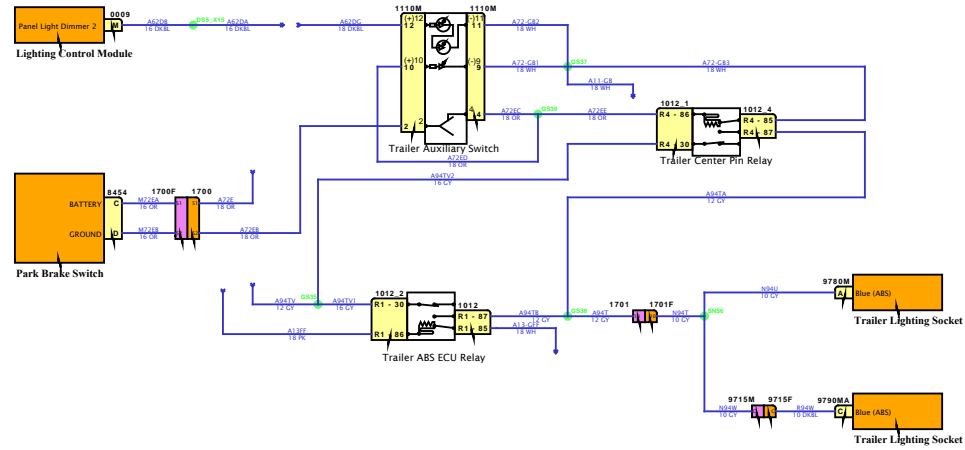 1110M 1110M
Panel Light Dimmer 2
0009
M
A62DB
16 DKBL
DSS_X15
A62DA
16 DKBL
A62DG
18 DKBL
(+)12
12
(-)11
11
A72-GB2
18 WH
Lighting Control Module
(+)10
10
(-)9
9
A72-GB1
18 WH
GS37
A72-GB3
18 WH
A11-GB
18 WH
2
2
4
4
A72EC
18 OR
GS36
A72EE
18 OR
1012_1
1012_4
R4 - 86
R4 - 85
R4 - 87
R4 - 30
Trailer Auxiliary Switch
A72ED
18 OR
Trailer Center Pin Relay
A94TV2
16 GY
A94TA
12 GY
8454
1700F 1700
BATTERY
C
M72EA
16 OR
A72E
18 OR
GROUND
D
M72EB
16 OR
A72EB
18 OR
Park Brake Switch
1012_2
A94TV
12 GY
GS35
A94TV1
16 GY
R1 - 30
1012
R1 - 87
R1 - 85
A13FF
18 PK
R1 - 86
A94TB
12 GY
A13-GFF
18 WH
GS38
A94T
12 GY
1701 1701F
N94T
10 GY
SN36
Trailer ABS ECU Relay
N94U
10 GY
9780M
A
Blue (ABS)
Trailer Lighting Socket
N94W
10 GY
9715M 9715F
R94W
10 DKBL
9790MA
C
Blue (ABS)
Trailer Lighting Socket